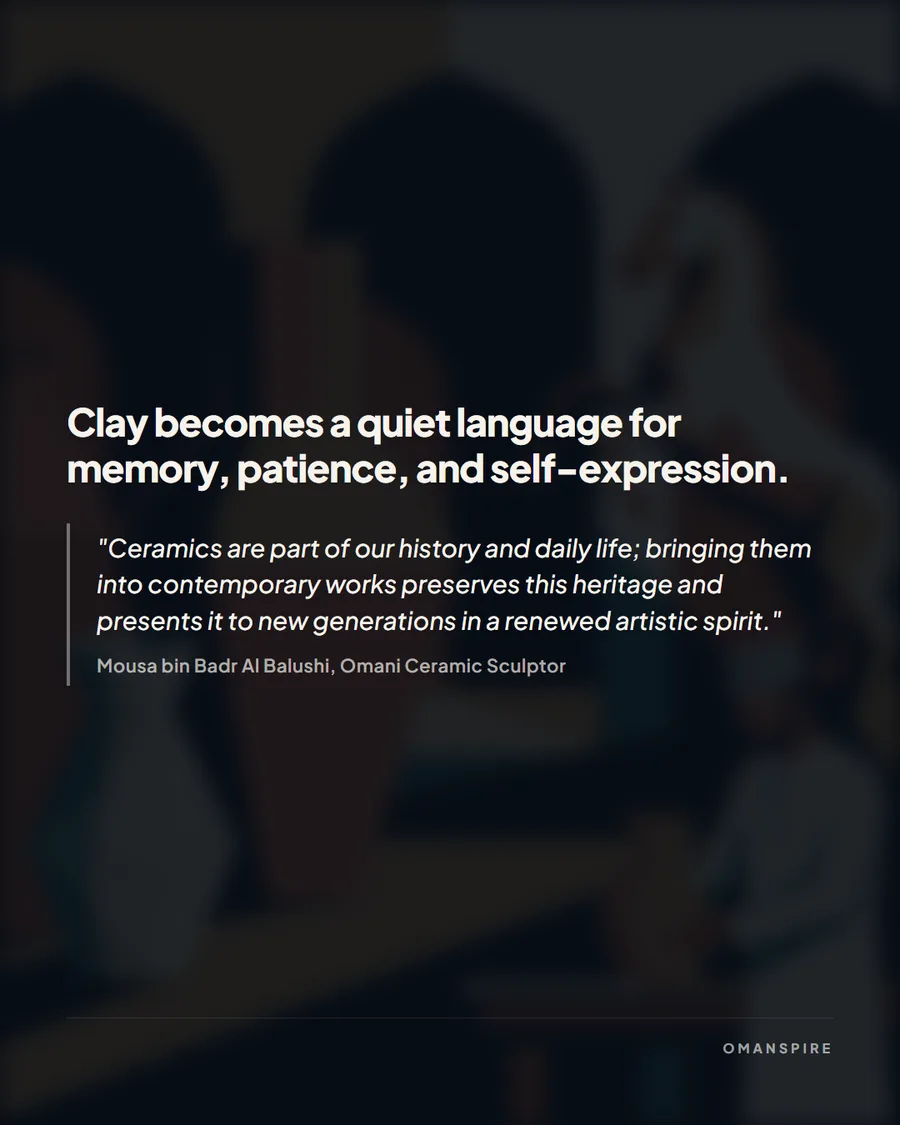 Clay becomes a quiet language for
memory, patience, and self-expression.
"Ceramics are part of our history and daily life; bringing them
into contemporary works preserves this heritage and
presents it to new generations in a renewed artistic spirit."
Mousa bin Badr Al Balushi, Omani Ceramic Sculptor
OMANSPIRE